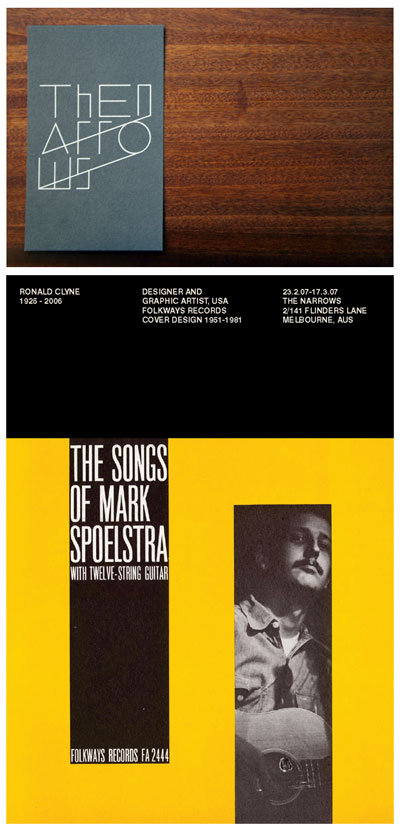 ThEn
ArrO
WS
RONALD CLYNE
1925 - 2006
DESIGNER AND
GRAPHIC ARTIST, USA
FOLKWAYS RECORDS
COVER DESIGN 1951-1981
23.2.07-17.3.07
THE NARROWS
2/141 FLINDERS LANE
MELBOURNE, AUS
THE SONGS
OF MARK
SPOELSTRA
WITH TWELVE-STRING GUITAR
FOLKWAYS RECORDS FA 2444